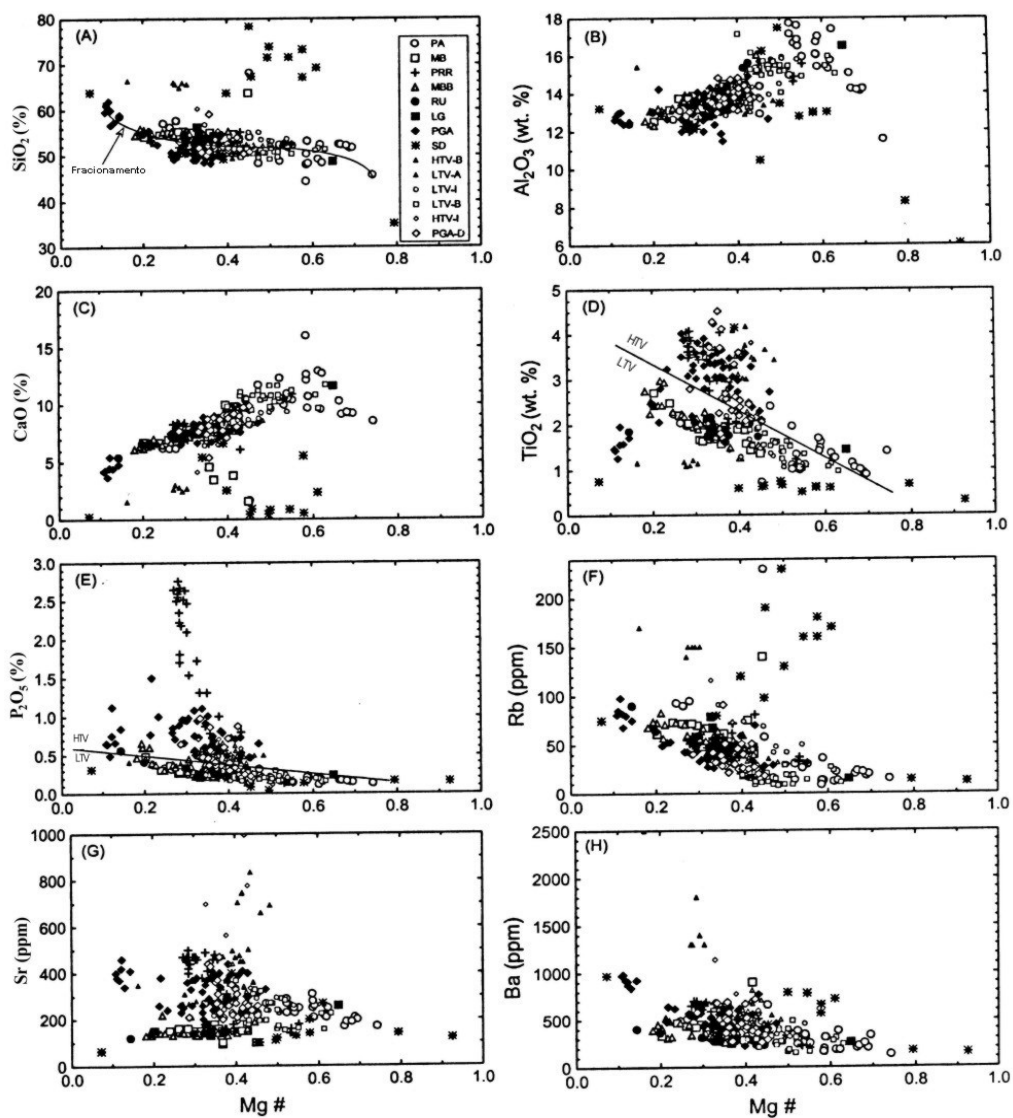 (A)
SiO₂ (%)
80
70
60
50
40
30
Fracionamento
PA
MB
PRR
MBB
RU
LG
PGA
SD
HTV-B
LTV-A
LTV-I
LTV-B
HTV-I
PGA-D
0.0 0.2 0.4 0.6 0.8 1.0
(B)
Al₂O₃ (wt. %)
18
16
14
12
10
8
6
0.0 0.2 0.4 0.6 0.8 1.0
(C)
CaO (%)
20
15
10
5
0
0.0 0.2 0.4 0.6 0.8 1.0
(D)
TiO₂ (wt. %)
5
4
3
2
1
0
HTV
LTV
0.0 0.2 0.4 0.6 0.8 1.0
(E)
P₂O₅ (%)
3.0
2.5
2.0
1.5
1.0
0.5
0.0
HTV
LTV
0.0 0.2 0.4 0.6 0.8 1.0
(F)
Rb (ppm)
200
150
100
50
0
0.0 0.2 0.4 0.6 0.8 1.0
(G)
Sr (ppm)
1000
800
600
400
200
0
0.0 0.2 0.4 0.6 0.8 1.0
Mg #
(H)
Ba (ppm)
2500
2000
1500
1000
500
0
0.0 0.2 0.4 0.6 0.8 1.0
Mg #